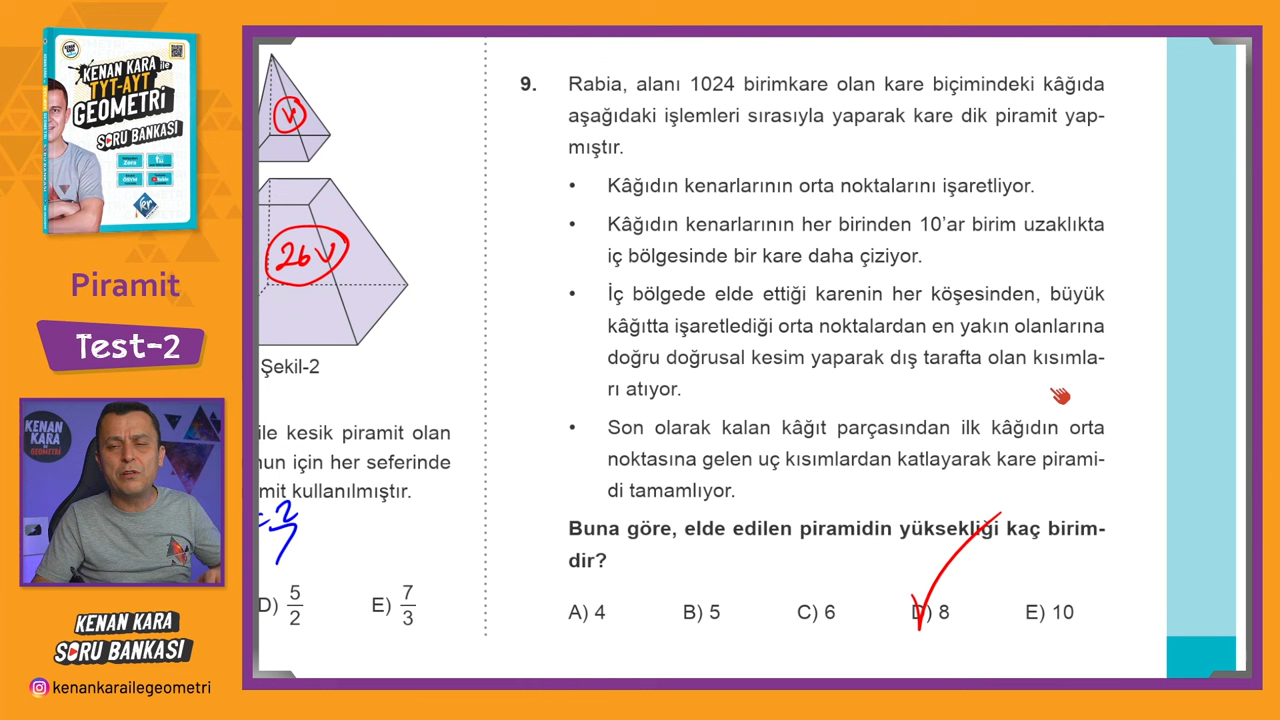 KENAN KARA ile
TYT-AYT
GEOMETRİ
SORU BANKASI
Piramit
Test-2
KENAN
KARA
ile
GEOMETRİ
KENAN KARA
SORU BANKASI
kenankarailegeometri
V
26V
Şekil-2
ile kesik piramit olan
nun için her seferinde
mit kullanılmıştır.
= 2/7
D) 5/2 E) 7/3
9. Rabia, alanı 1024 birimkare olan kare biçimindeki kâğıda
aşağıdaki işlemleri sırasıyla yaparak kare dik piramit yap-
mıştır.
• Kâğıdın kenarlarının orta noktalarını işaretliyor.
• Kâğıdın kenarlarının her birinden 10’ar birim uzaklıkta
iç bölgesinde bir kare daha çiziyor.
• İç bölgede elde ettiği karenin her köşesinden, büyük
kâğıtta işaretlediği orta noktalardan en yakın olanlarına
doğru doğrusal kesim yaparak dış tarafta olan kısımla-
rı atıyor.
• Son olarak kalan kâğıt parçasından ilk kâğıdın orta
noktasına gelen uç kısımlardan katlayarak kare pirami-
di tamamlıyor.
Buna göre, elde edilen piramidin yüksekliği kaç birim-
dir?
A) 4 B) 5 C) 6 D) 8 E) 10